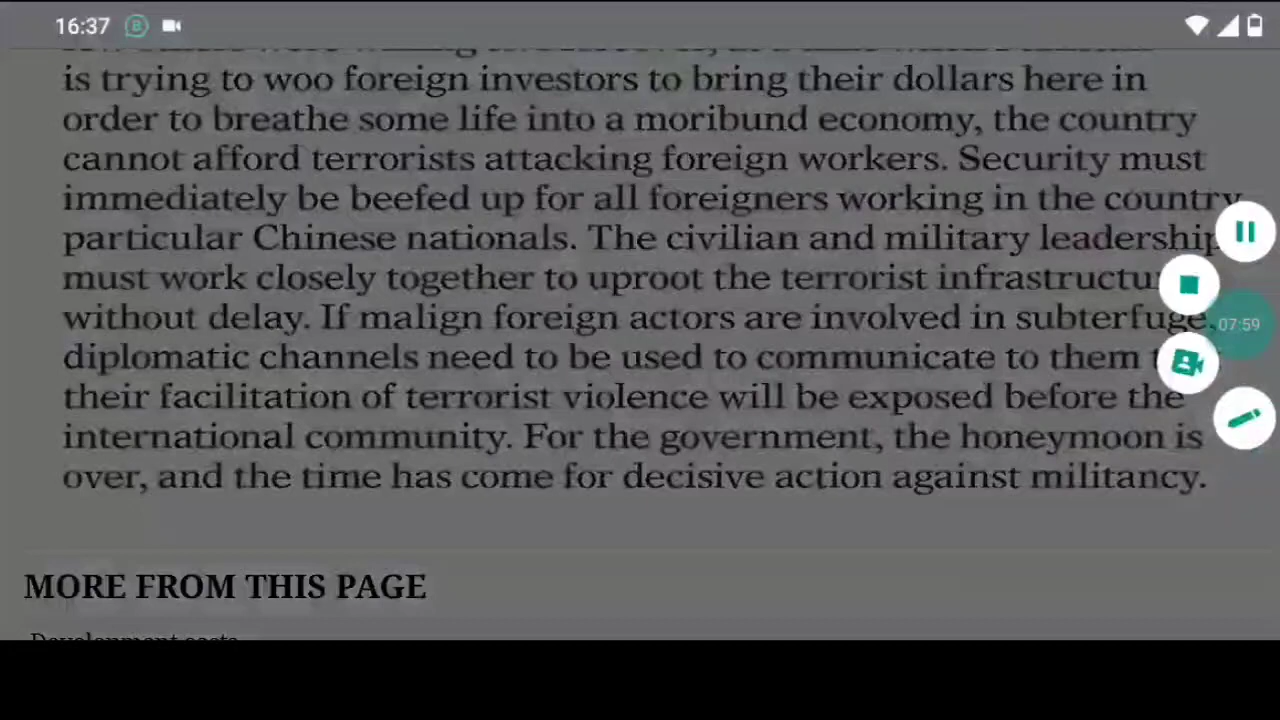 16:37
is trying to woo foreign investors to bring their dollars here in
order to breathe some life into a moribund economy, the country
cannot afford terrorists attacking foreign workers. Security must
immediately be beefed up for all foreigners working in the country
particular Chinese nationals. The civilian and military leadership
must work closely together to uproot the terrorist
without delay. If malign foreign actors are involved in subterfuge,
07:59
diplomatic channels need to be used to communicate to them
their facilitation of terrorist violence will be exposed before the
international community. For the government, the honeymoon is
over, and the time has come for decisive action against militancy.
MORE FROM THIS PAGE